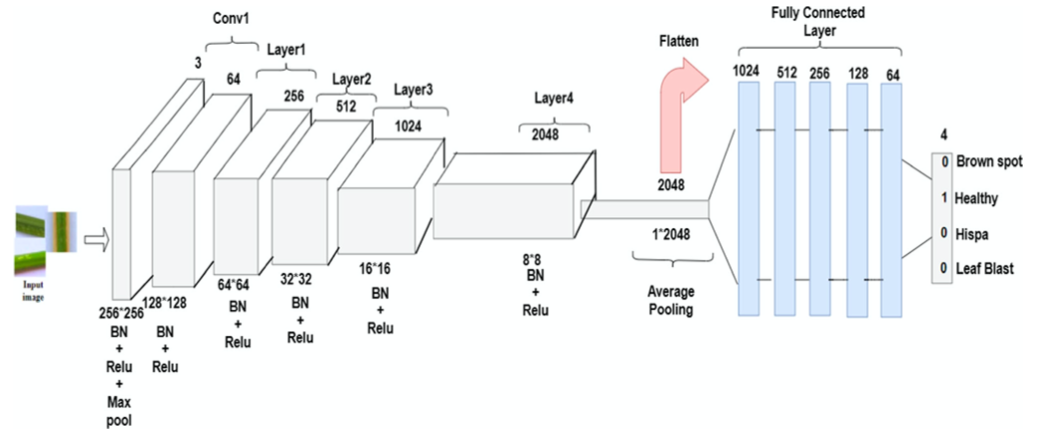 Conv1
3
64
Layer1
256
Layer2
512
Layer3
1024
Layer4
2048
Flatten
2048
1*2048
Average
Pooling
Fully Connected
Layer
1024 512 256 128 64
4
0 Brown spot
1 Healthy
0 Hispa
0 Leaf Blast
Input
image
256*256
BN
+
Relu
+
Max
pool
128*128
BN
+
Relu
64*64
BN
+
Relu
32*32
BN
+
Relu
16*16
BN
+
Relu
8*8
BN
+
Relu